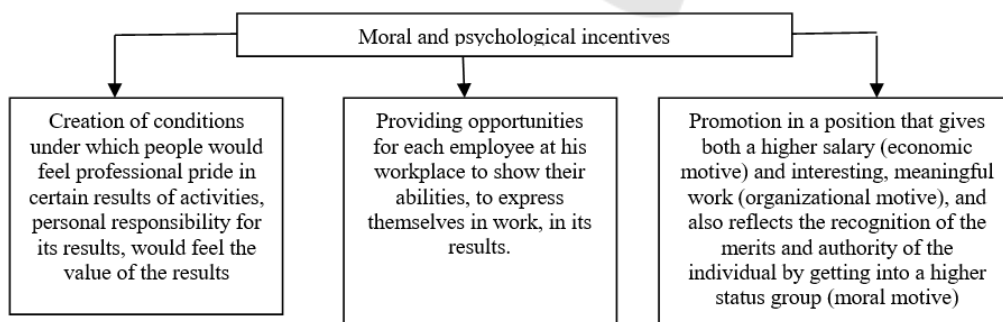 Moral and psychological incentives
Creation of conditions
under which people would
feel professional pride in
certain results of activities,
personal responsibility for
its results, would feel the
value of the results
Providing opportunities
for each employee at his
workplace to show their
abilities, to express
themselves in work, in its
results.
Promotion in a position that gives
both a higher salary (economic
motive) and interesting, meaningful
work (organizational motive), and
also reflects the recognition of the
merits and authority of the
individual by getting into a higher
status group (moral motive)